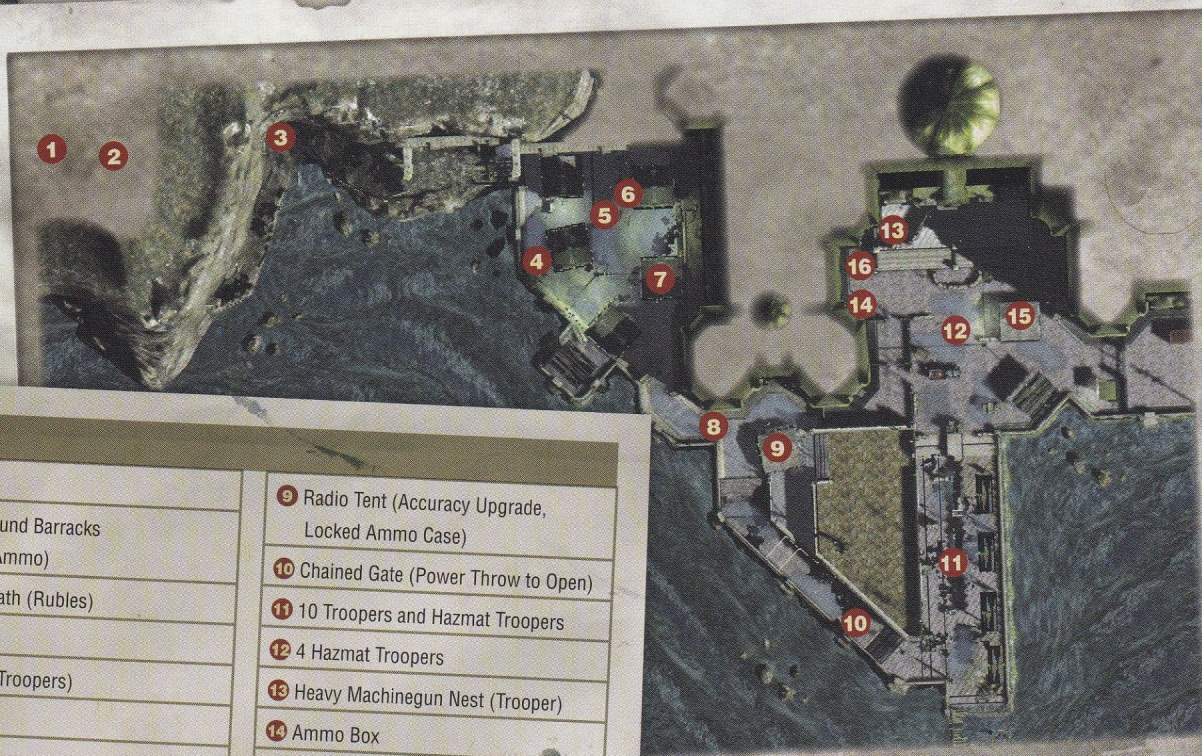 1
2
3
4
5
6
7
8
9
10
11
12
13
14
15
16
und Barracks
mmo)
ath (Rubles)
Troopers)
9 Radio Tent (Accuracy Upgrade,
Locked Ammo Case)
10 Chained Gate (Power Throw to Open)
11 10 Troopers and Hazmat Troopers
12 4 Hazmat Troopers
13 Heavy Machinegun Nest (Trooper)
14 Ammo Box